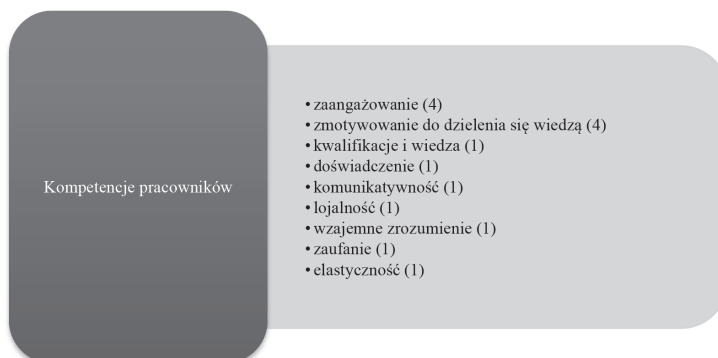 Kompetencje pracowników
• zaangażowanie (4)
• zmotywowanie do dzielenia się wiedzą (4)
• kwalifikacje i wiedza (1)
• doświadczenie (1)
• komunikatywność (1)
• lojalność (1)
• wzajemne zrozumienie (1)
• zaufanie (1)
• elastyczność (1)